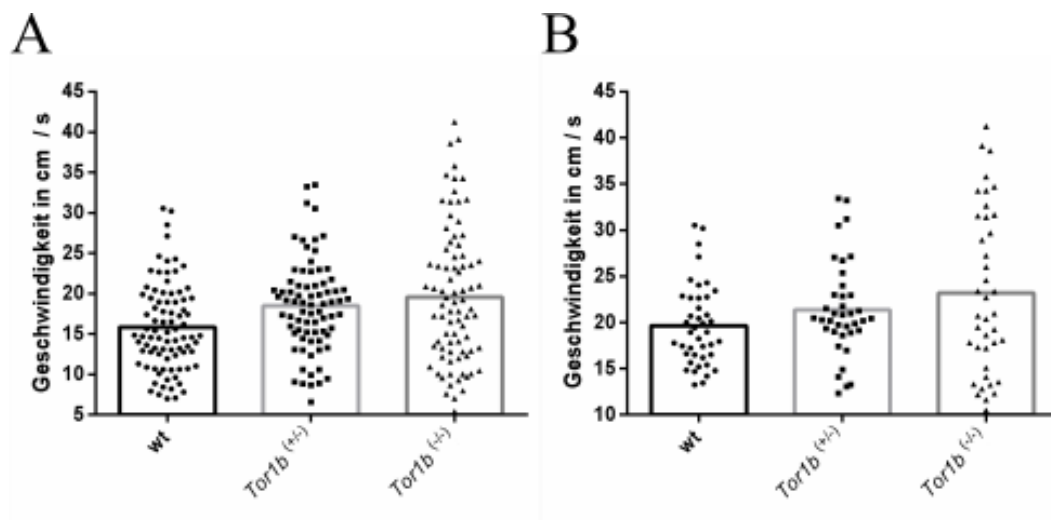 A
Geschwindigkeit in cm / s
45
40
35
30
25
20
15
10
5
wt
Tor1b (+/-)
Tor1b (-/-)
B
Geschwindigkeit in cm / s
45
40
35
30
25
20
15
10
wt
Tor1b (+/-)
Tor1b (-/-)